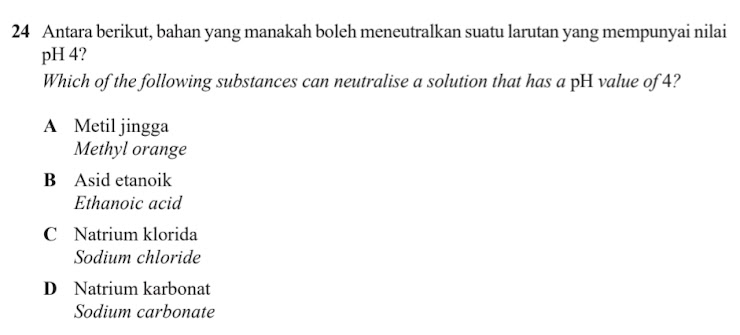 24 Antara berikut, bahan yang manakah boleh meneutralkan suatu larutan yang mempunyai nilai
pH 4?
Which of the following substances can neutralise a solution that has a pH value of 4?
A Metil jingga
Methyl orange
B Asid etanoik
Ethanoic acid
C Natrium klorida
Sodium chloride
D Natrium karbonat
Sodium carbonate